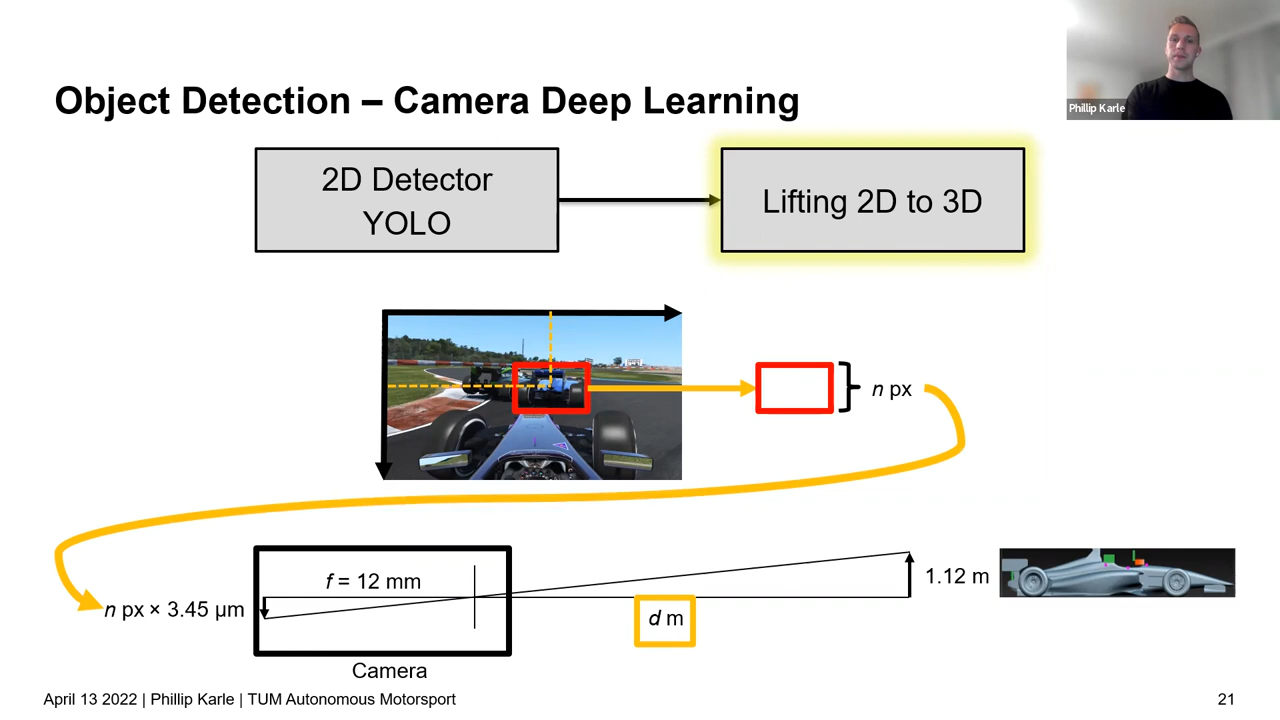 Phillip Karle
Object Detection – Camera Deep Learning
2D Detector
YOLO
Lifting 2D to 3D
n px
f = 12 mm
1.12 m
n px × 3.45 µm
d m
Camera
April 13 2022 | Phillip Karle | TUM Autonomous Motorsport
21